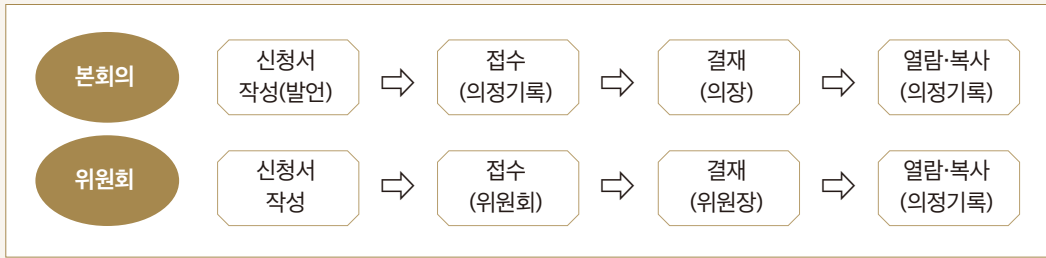 본회의
신청서
작성(발언)
접수
(의정기록)
결재
(의장)
열람·복사
(의정기록)
위원회
신청서
작성
접수
(위원회)
결재
(위원장)
열람·복사
(의정기록)